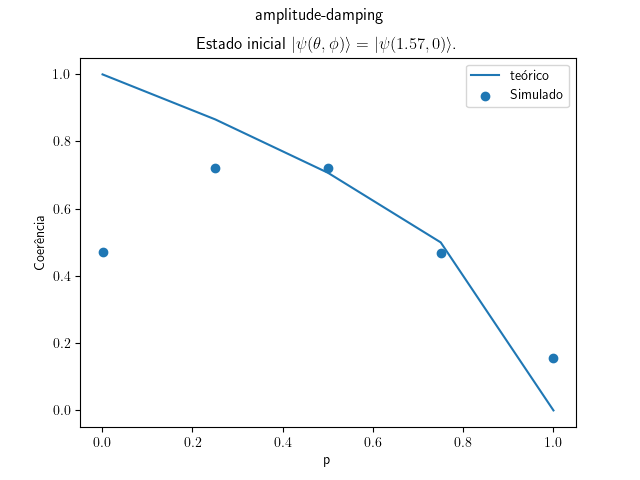 amplitude-damping
Estado inicial |ψ(θ, ϕ)⟩ = |ψ(1.57, 0)⟩.
teórico
Simulado
1.0
0.8
0.6
0.4
0.2
0.0
Coerência
0.0 0.2 0.4 0.6 0.8 1.0
p